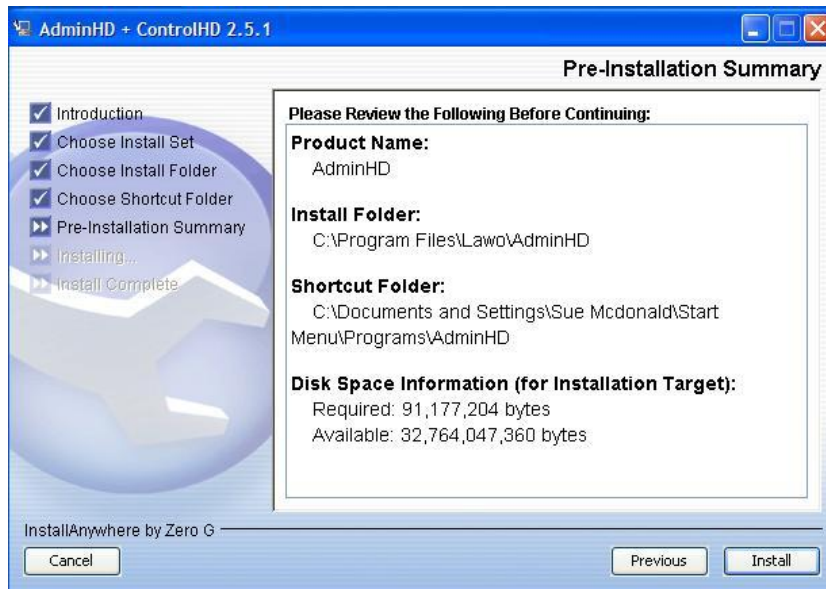 AdminHD + ControlHD 2.5.1
Pre-Installation Summary
Introduction
Choose Install Set
Choose Install Folder
Choose Shortcut Folder
Pre-Installation Summary
Installing...
Install Complete
Please Review the Following Before Continuing:
Product Name:
AdminHD
Install Folder:
C:\Program Files\Lawo\AdminHD
Shortcut Folder:
C:\Documents and Settings\Sue Mcdonald\Start
Menu\Programs\AdminHD
Disk Space Information (for Installation Target):
Required: 91,177,204 bytes
Available: 32,764,047,360 bytes
InstallAnywhere by Zero G
Cancel
Previous
Install